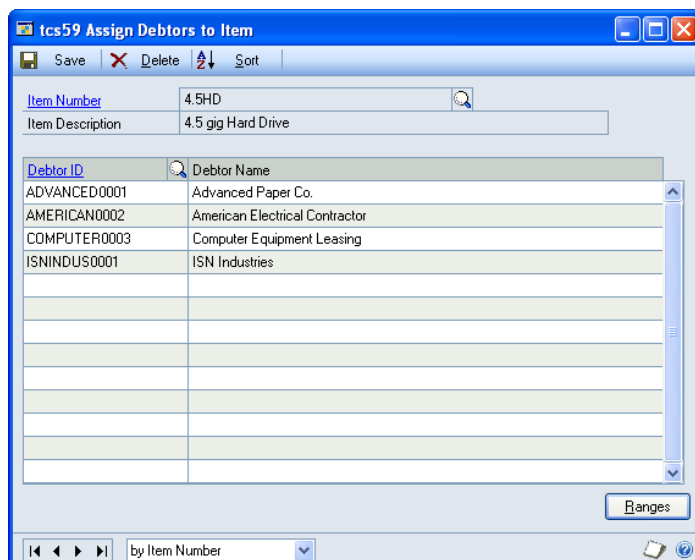 tcs59 Assign Debtors to Item
Save Delete Sort
Item Number 4.5HD
Item Description 4.5 gig Hard Drive
Debtor ID Debtor Name
ADVANCED0001 Advanced Paper Co.
AMERICAN0002 American Electrical Contractor
COMPUTER0003 Computer Equipment Leasing
ISNINDUS0001 ISN Industries
Ranges
by Item Number